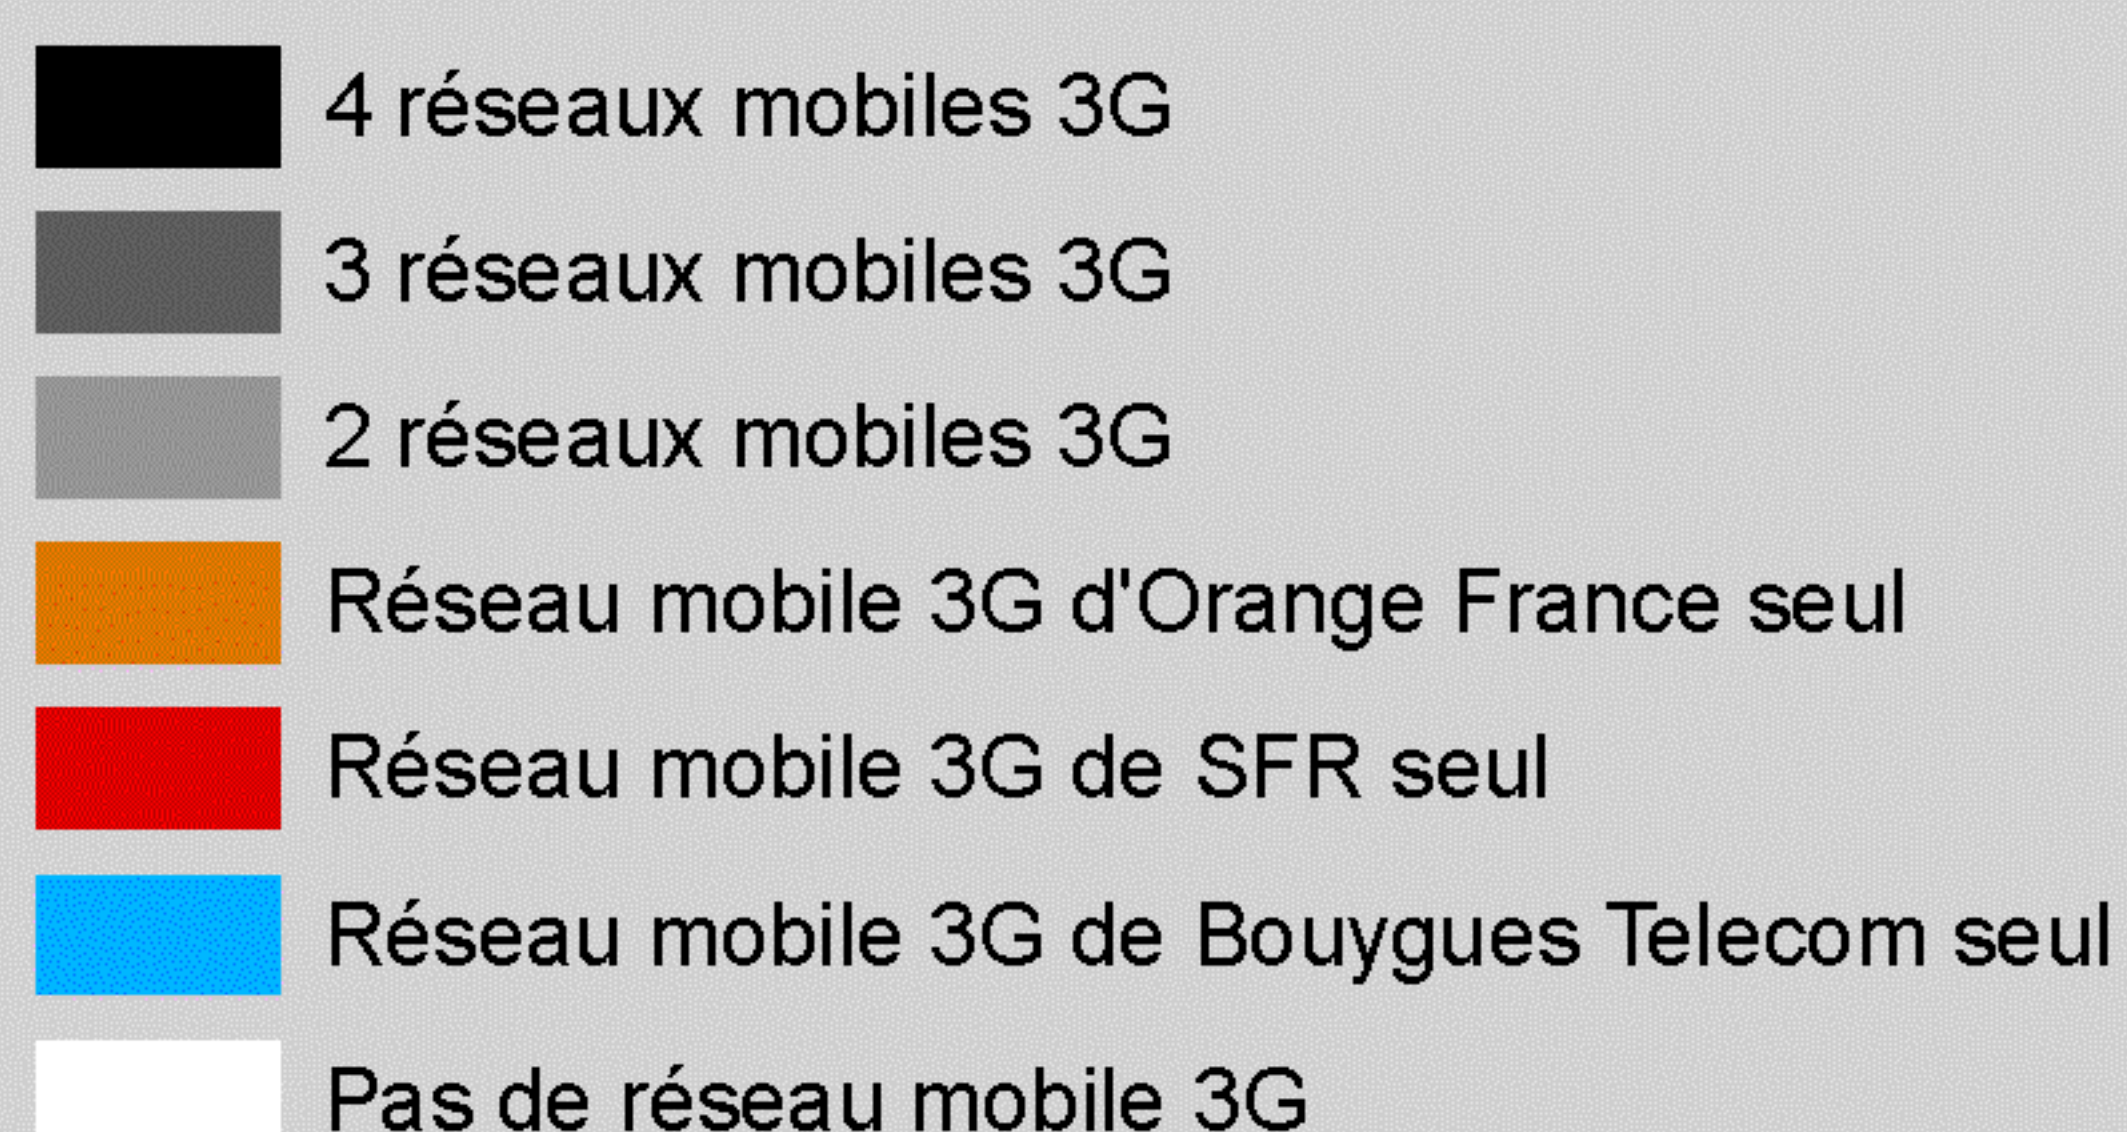 4 réseaux mobiles 3G
3 réseaux mobiles 3G
2 réseaux mobiles 3G
Réseau mobile 3G d'Orange France seul
Réseau mobile 3G de SFR seul
Réseau mobile 3G de Bouygues Telecom seul
Pas de réseau mobile 3G